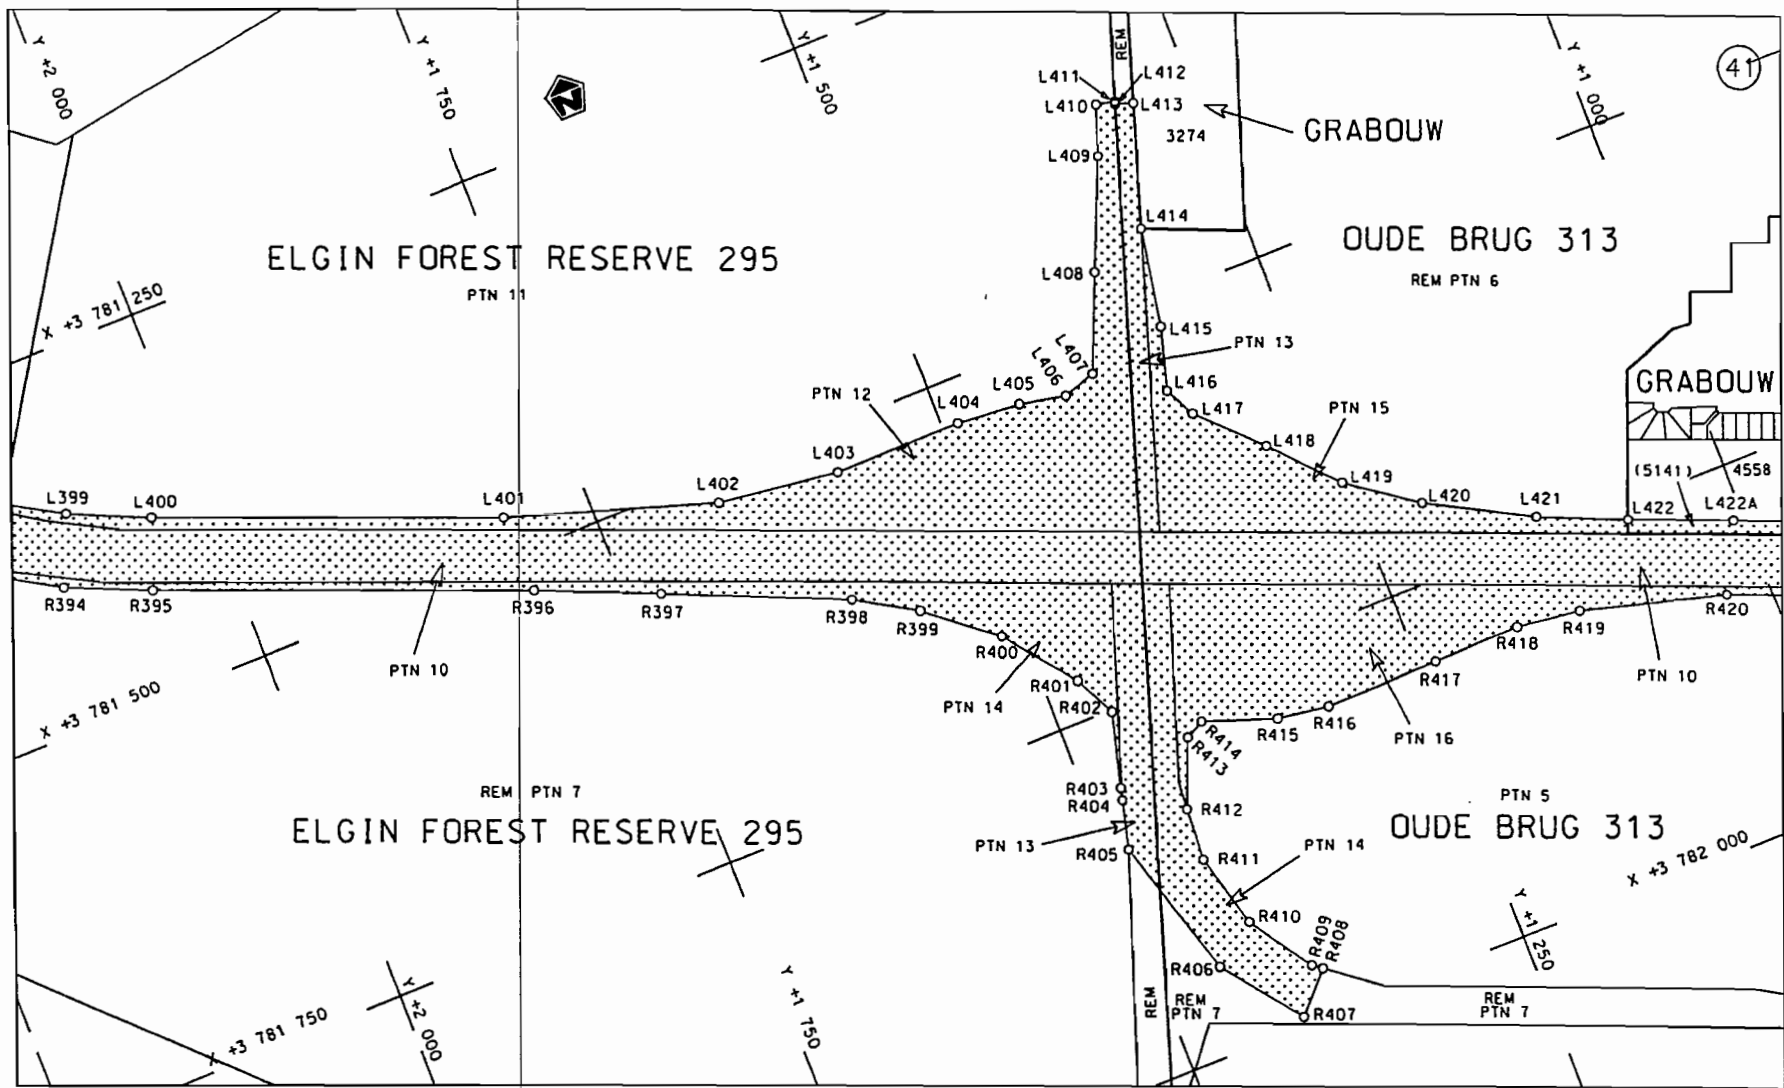 Y +2 000
Y +1 750
Y +1 500
Y +1 000
41
REM
L411
L412
L410
L413
GRABOUW
3274
L409
L414
ELGIN FOREST RESERVE 295
PTN 11
OUDE BRUG 313
REM PTN 6
L408
X +3 781 250
L415
PTN 13
L407
L406
L405
L416
GRABOUW
PTN 12
L404
L417
PTN 15
L418
L403
L419
(5141)
4558
L399
L400
L401
L402
L420
L421
L422
L422A
R394
R395
R396
R397
R398
R399
R400
R418
R419
R420
PTN 10
R401
R417
PTN 10
X +3 781 500
PTN 14
R402
R414
R413
R415
R416
PTN 16
REM PTN 7
R403
R404
R412
PTN 5
ELGIN FOREST RESERVE 295
OUDE BRUG 313
PTN 13
R405
R411
PTN 14
X +3 782 000
R410
R409
R408
Y +1 250
R406
Y +2 000
Y +1 750
REM
REM
PTN 7
R407
REM
PTN 7
X +3 781 750